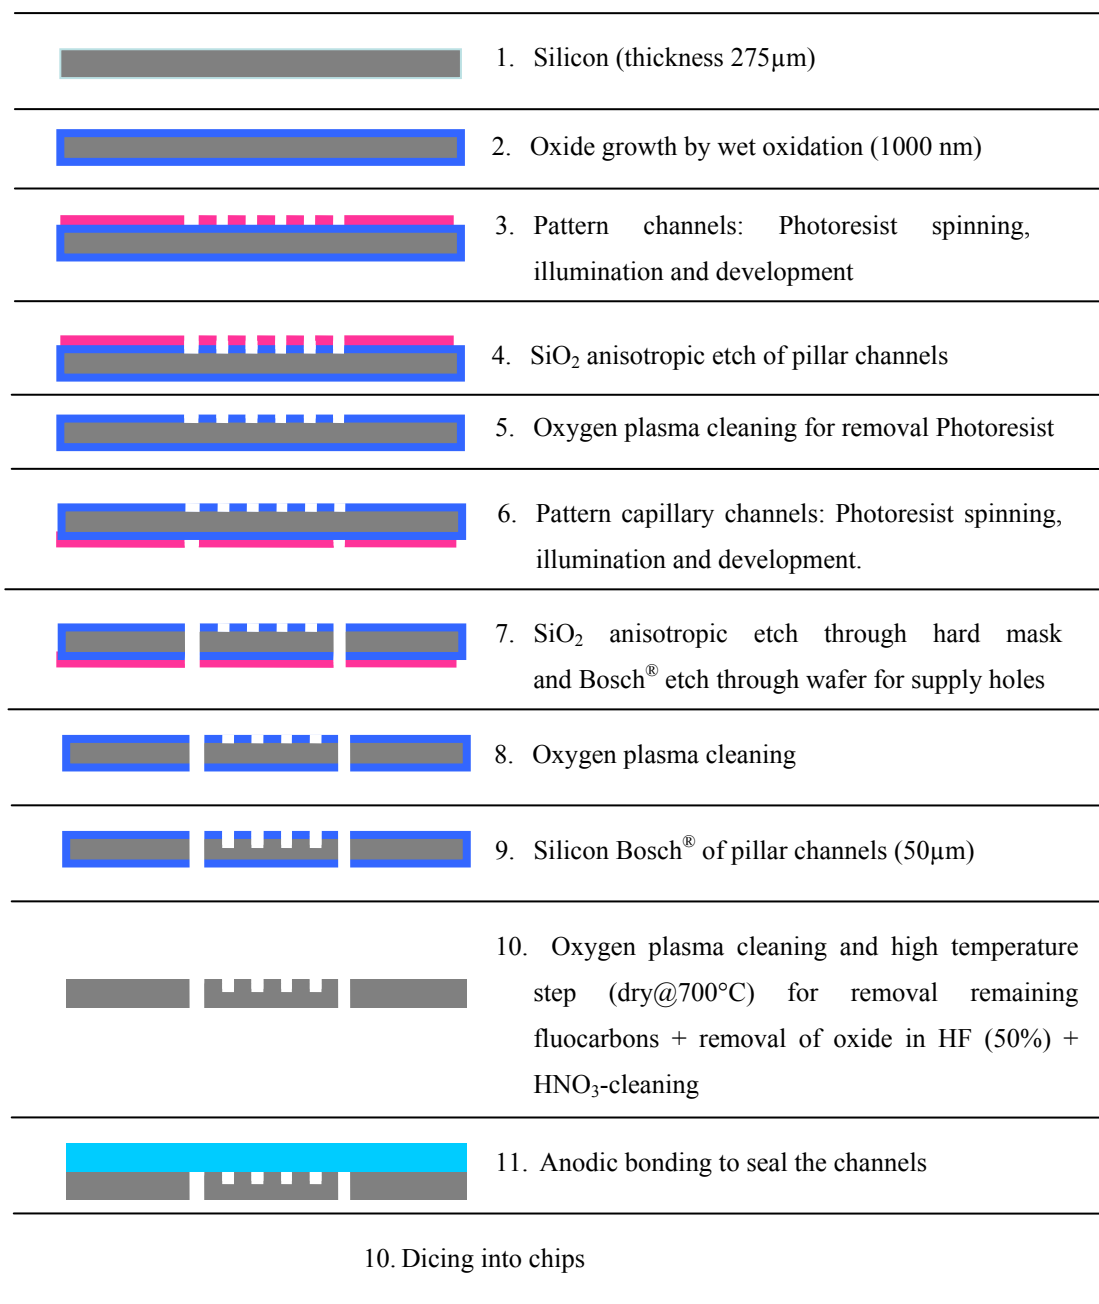 1. Silicon (thickness 275µm)
2. Oxide growth by wet oxidation (1000 nm)
3. Pattern channels: Photoresist spinning,
illumination and development
4. SiO₂ anisotropic etch of pillar channels
5. Oxygen plasma cleaning for removal Photoresist
6. Pattern capillary channels: Photoresist spinning,
illumination and development.
7. SiO₂ anisotropic etch through hard mask
and Bosch® etch through wafer for supply holes
8. Oxygen plasma cleaning
9. Silicon Bosch® of pillar channels (50µm)
10. Oxygen plasma cleaning and high temperature
step (dry@700°C) for removal remaining
fluocarbons + removal of oxide in HF (50%) +
HNO₃-cleaning
11. Anodic bonding to seal the channels
10. Dicing into chips